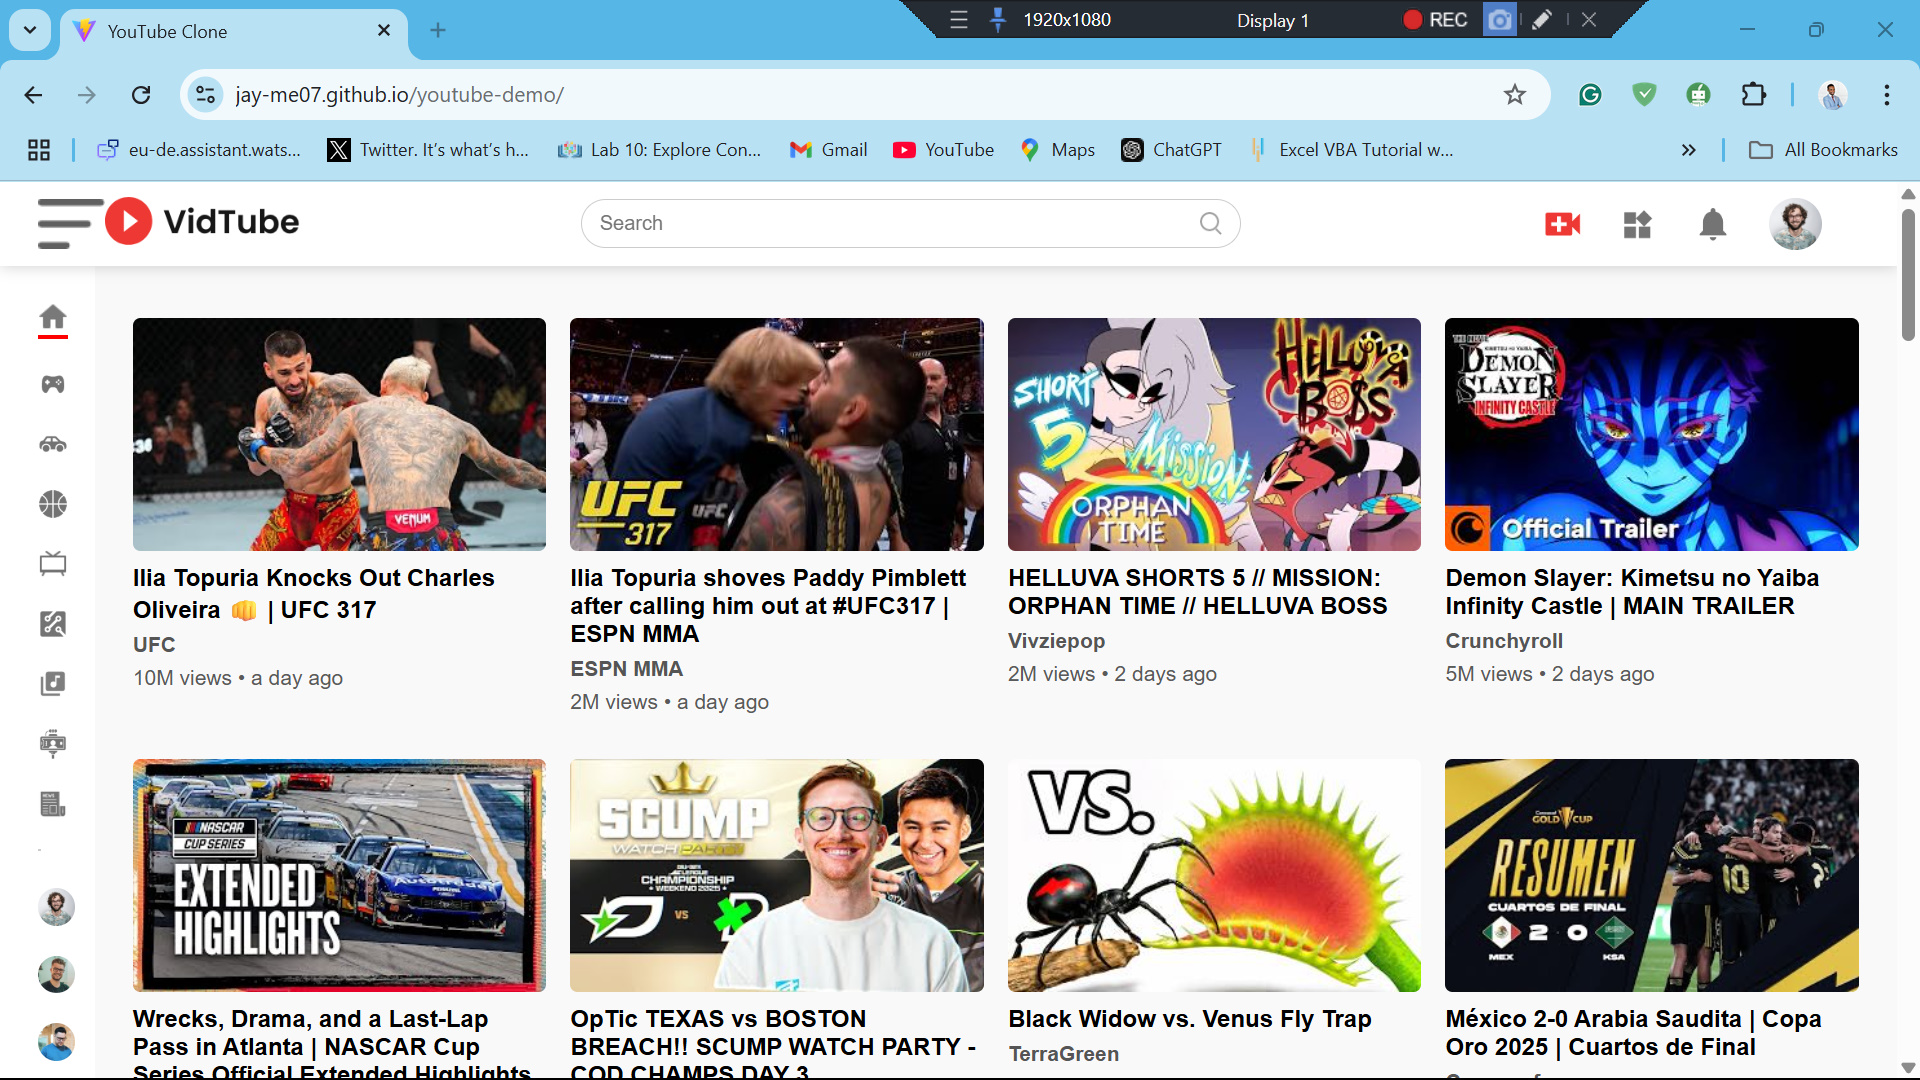 1920x1080
Display 1
REC
YouTube Clone
jay-me07.github.io/youtube-demo/
eu-de.assistant.wats...
Twitter. It's what's h...
Lab 10: Explore Con...
Gmail
YouTube
Maps
ChatGPT
Excel VBA Tutorial w...
All Bookmarks
VidTube
Search
VENUM
UFC
317
UFC
SHORT
5
Mission:
ORPHAN
TIME
HELLUVA
BOSS
DEMON
SLAYER
INFINITY CASTLE
Official Trailer
Ilia Topuria Knocks Out Charles
Oliveira 👊 | UFC 317
UFC
10M views • a day ago
Ilia Topuria shoves Paddy Pimblett
after calling him out at #UFC317 |
ESPN MMA
ESPN MMA
2M views • a day ago
HELLUVA SHORTS 5 // MISSION:
ORPHAN TIME // HELLUVA BOSS
Vivziepop
2M views • 2 days ago
Demon Slayer: Kimetsu no Yaiba
Infinity Castle | MAIN TRAILER
Crunchyroll
5M views • 2 days ago
NASCAR
CUP SERIES
EXTENDED
HIGHLIGHTS
SCUMP
WATCH PARTY
CHAMPIONSHIP
WEEKEND 2025
VS
VS.
GOLD CUP
RESUMEN
CUARTOS DE FINAL
2 - 0
MEX
KSA
10
Wrecks, Drama, and a Last-Lap
Pass in Atlanta | NASCAR Cup
Series Official Extended Highlights
OpTic TEXAS vs BOSTON
BREACH!! SCUMP WATCH PARTY -
COD CHAMPS DAY 3
Black Widow vs. Venus Fly Trap
TerraGreen
México 2-0 Arabia Saudita | Copa
Oro 2025 | Cuartos de Final